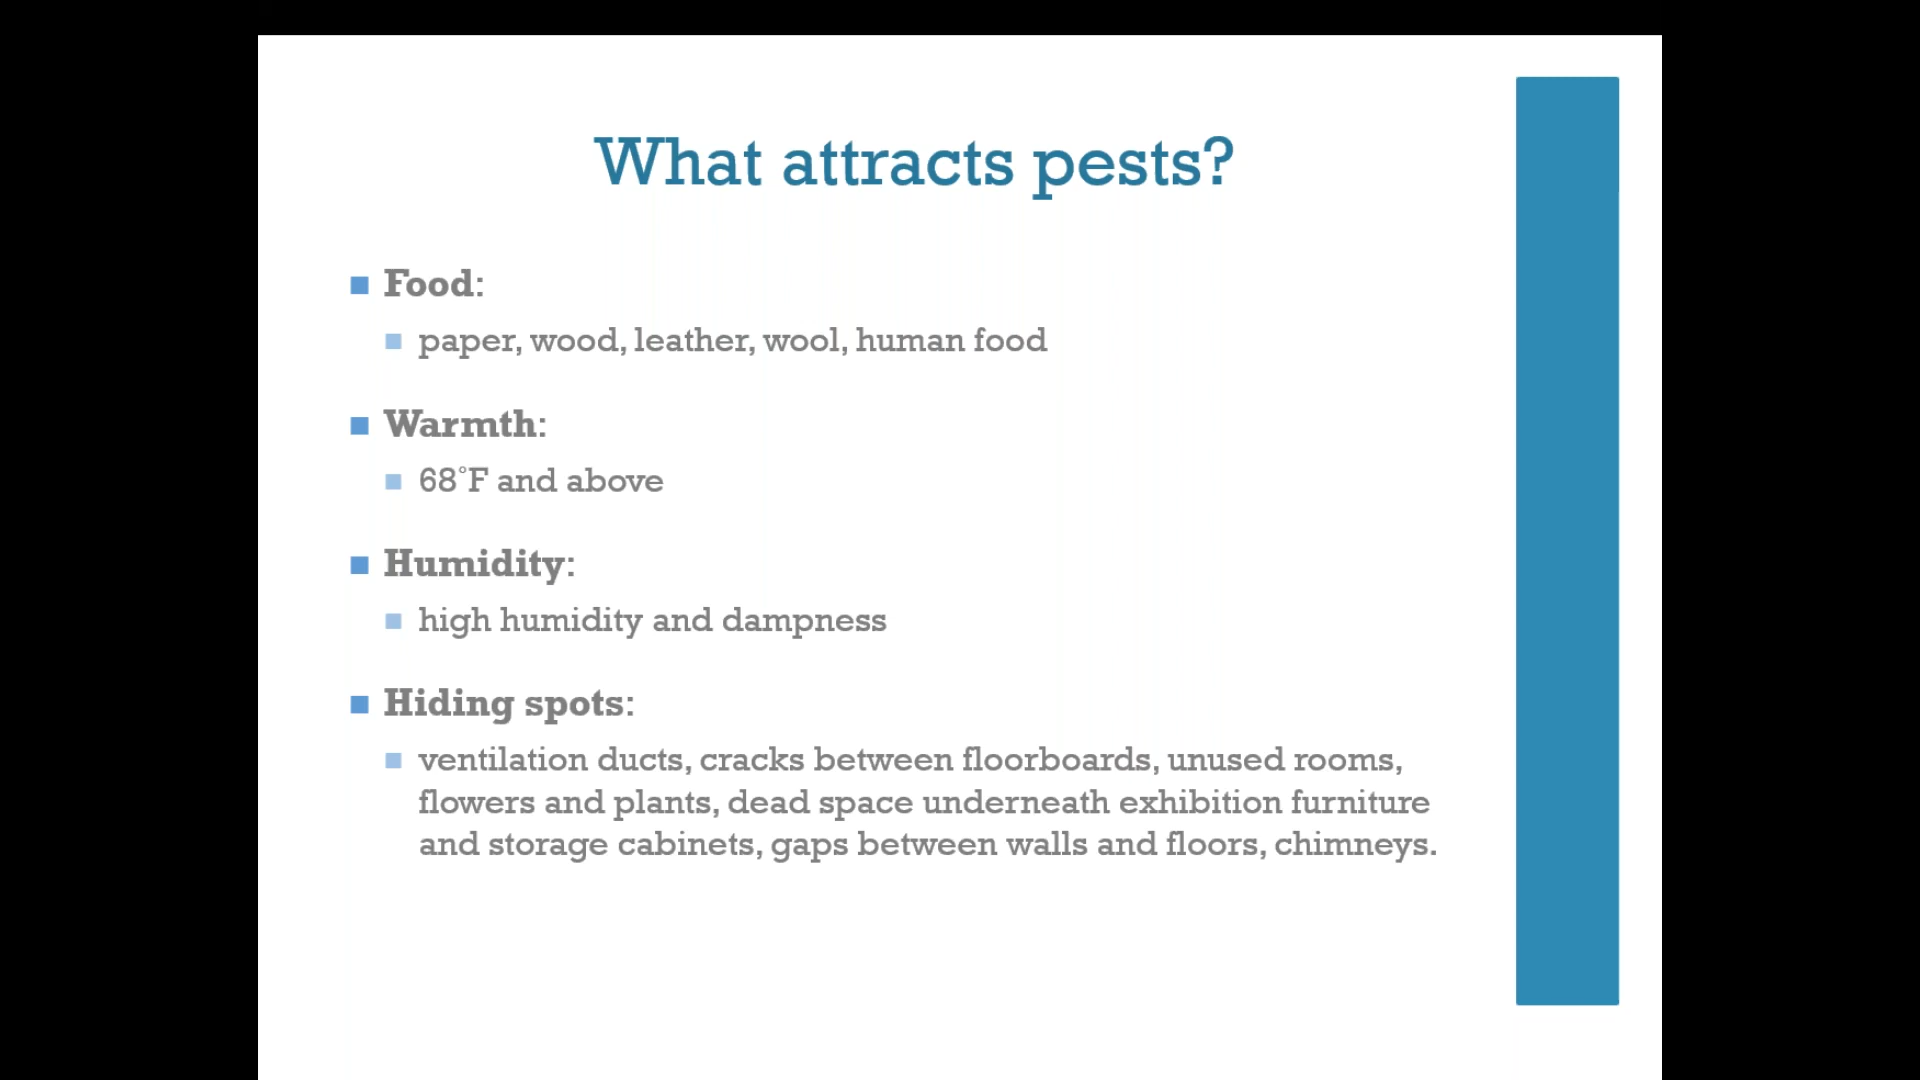 What attracts pests?
Food:
paper, wood, leather, wool, human food
Warmth:
68°F and above
Humidity:
high humidity and dampness
Hiding spots:
ventilation ducts, cracks between floorboards, unused rooms,
flowers and plants, dead space underneath exhibition furniture
and storage cabinets, gaps between walls and floors, chimneys.